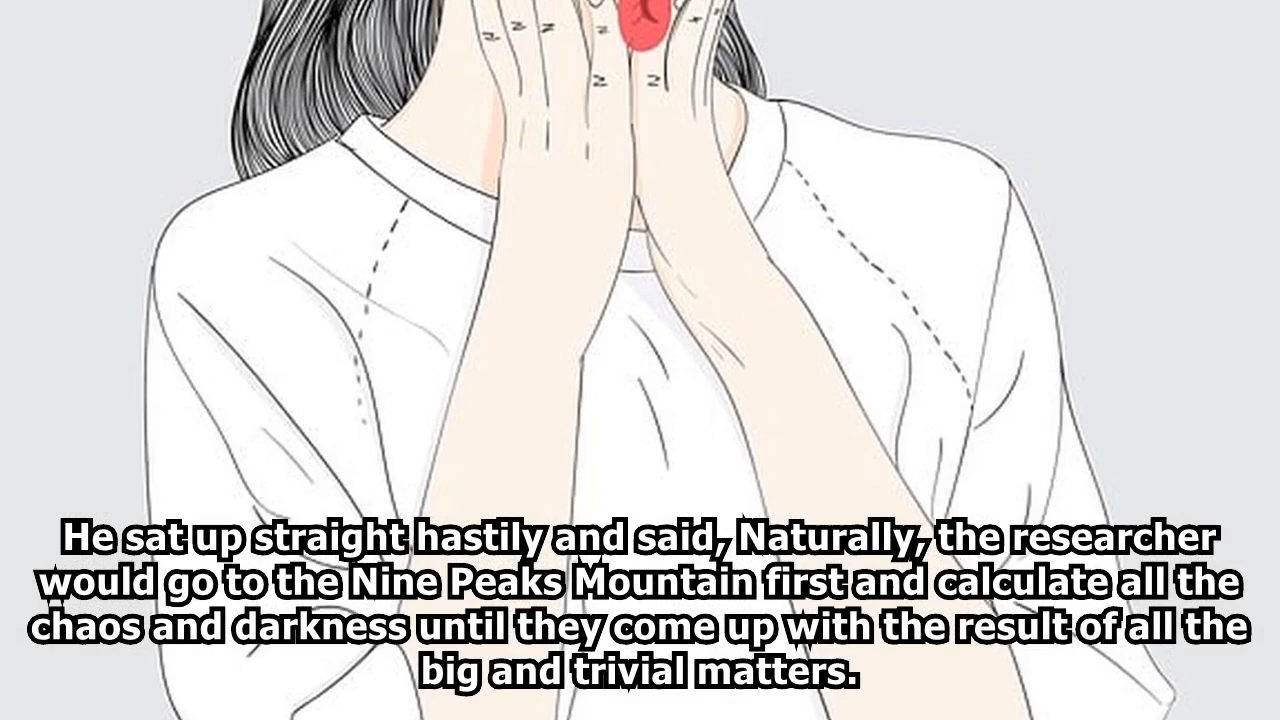 He sat up straight hastily and said, Naturally, the researcher
would go to the Nine Peaks Mountain first and calculate all the
chaos and darkness until they come up with the result of all the
big and trivial matters.